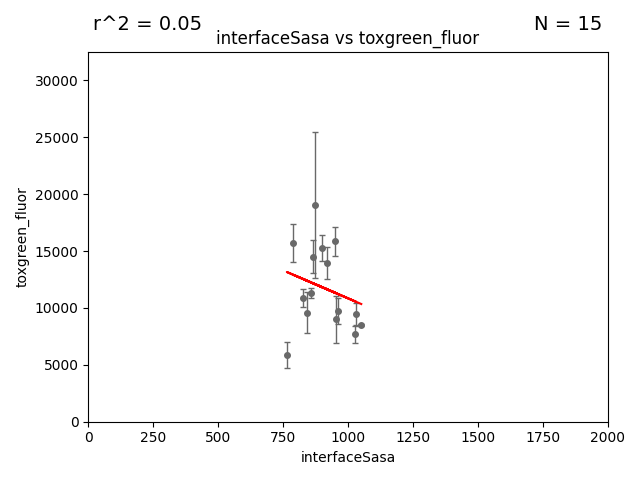 r^2 = 0.05
N = 15
interfaceSasa vs toxgreen_fluor
30000
25000
20000
15000
10000
5000
0
toxgreen_fluor
0 250 500 750 1000 1250 1500 1750 2000
interfaceSasa